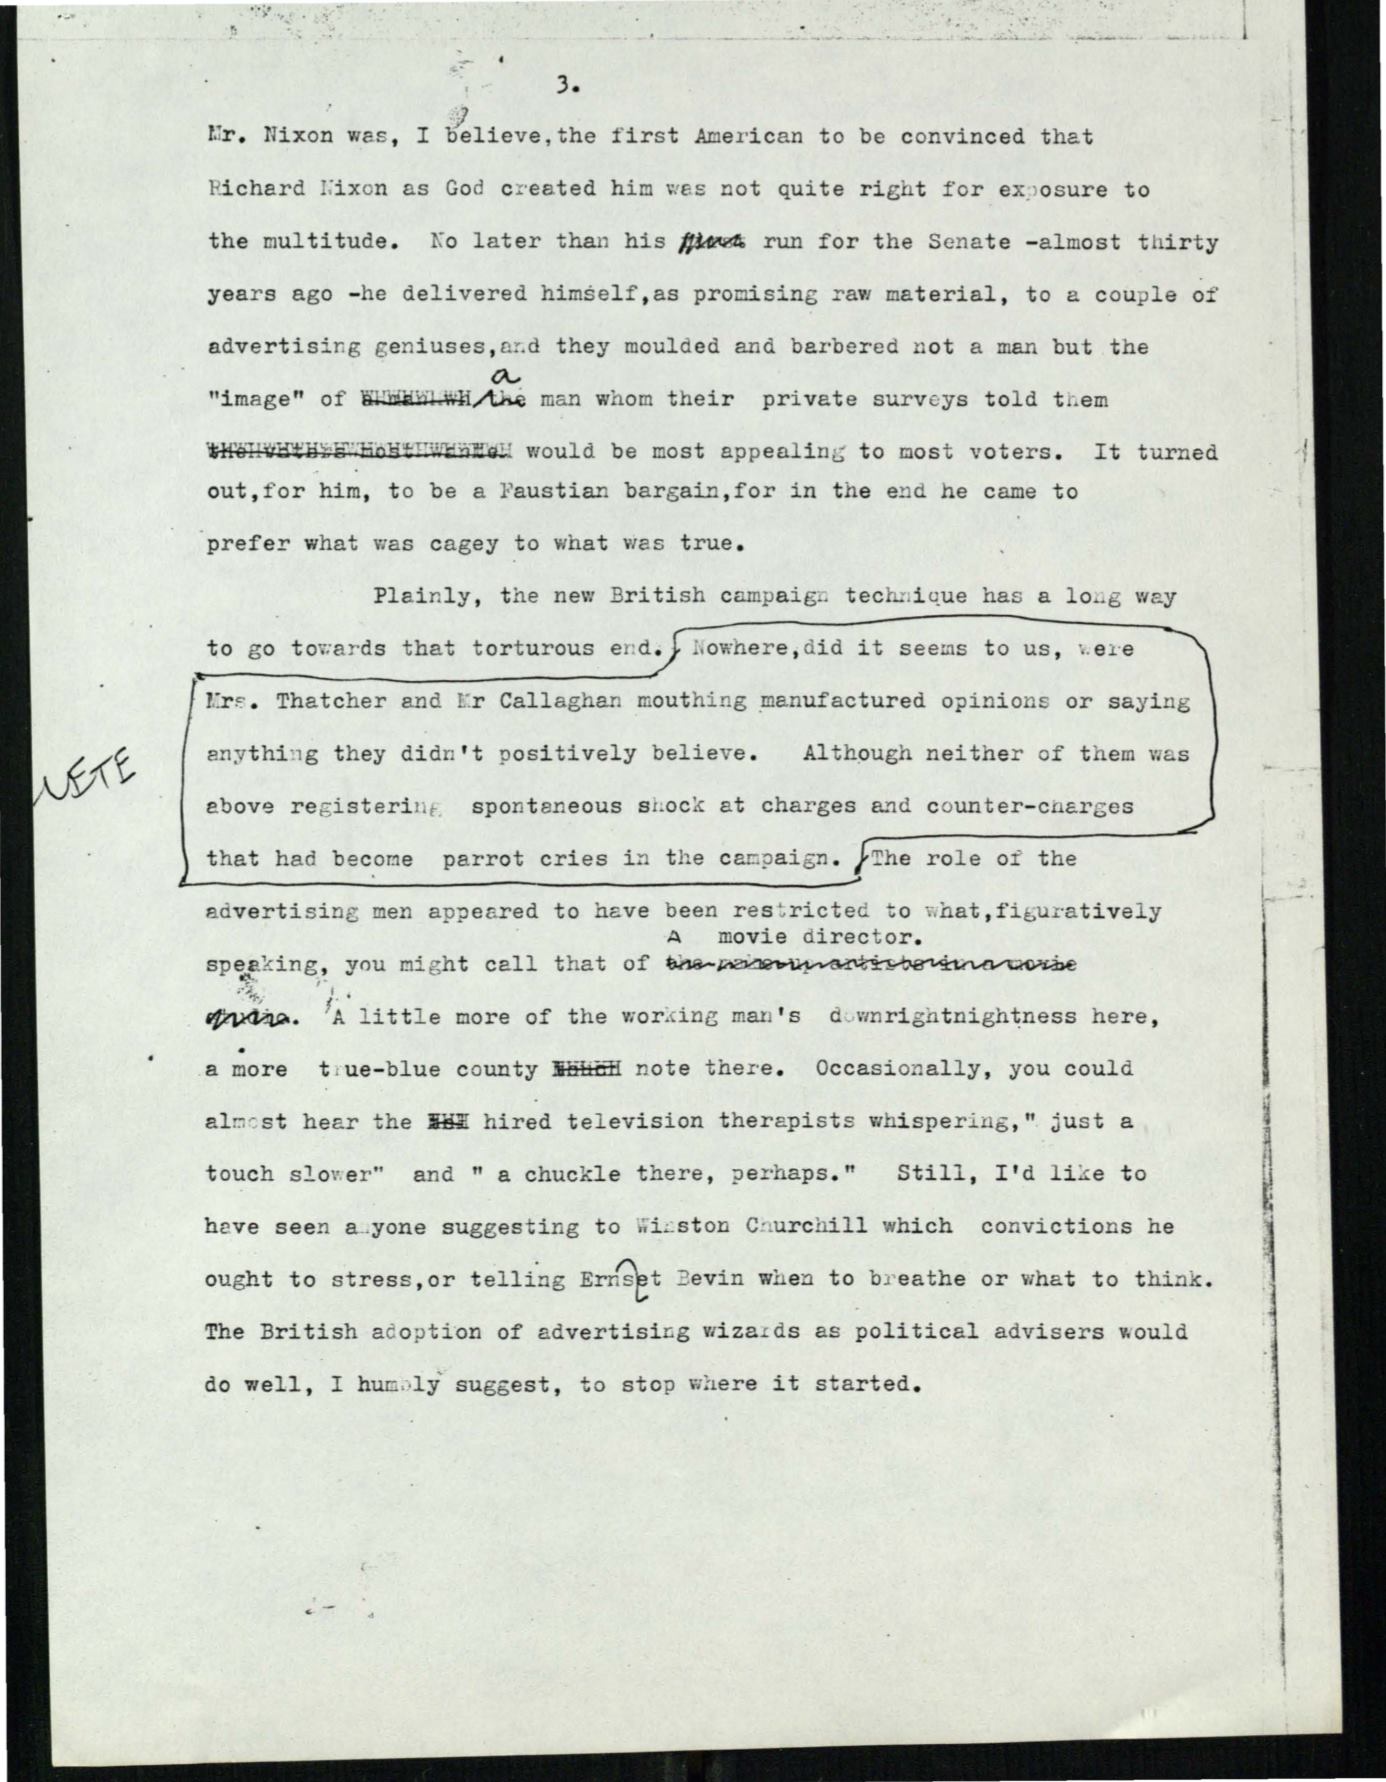 3.
Mr. Nixon was, I believe,the first American to be convinced that
Richard Nixon as God created him was not quite right for exposure to
the multitude. No later than his first run for the Senate -almost thirty
years ago -he delivered himself,as promising raw material, to a couple of
advertising geniuses,and they moulded and barbered not a man but the
a
"image" of the man whom their private surveys told them
would be most appealing to most voters. It turned
out,for him, to be a Faustian bargain,for in the end he came to
prefer what was cagey to what was true.
Plainly, the new British campaign technique has a long way
to go towards that torturous end. Nowhere,did it seems to us, were
Mrs. Thatcher and Mr Callaghan mouthing manufactured opinions or saying
anything they didn't positively believe. Although neither of them was
LETE
above registering spontaneous shock at charges and counter-charges
that had become parrot cries in the campaign. The role of the
advertising men appeared to have been restricted to what,figuratively
A movie director.
speaking, you might call that of the makeup artists in a movie
studio. A little more of the working man's downrightnightness here,
a more true-blue county note there. Occasionally, you could
almost hear the hired television therapists whispering," just a
touch slower" and " a chuckle there, perhaps." Still, I'd like to
have seen anyone suggesting to Winston Churchill which convictions he
ought to stress,or telling Ernset Bevin when to breathe or what to think.
The British adoption of advertising wizards as political advisers would
do well, I humbly suggest, to stop where it started.